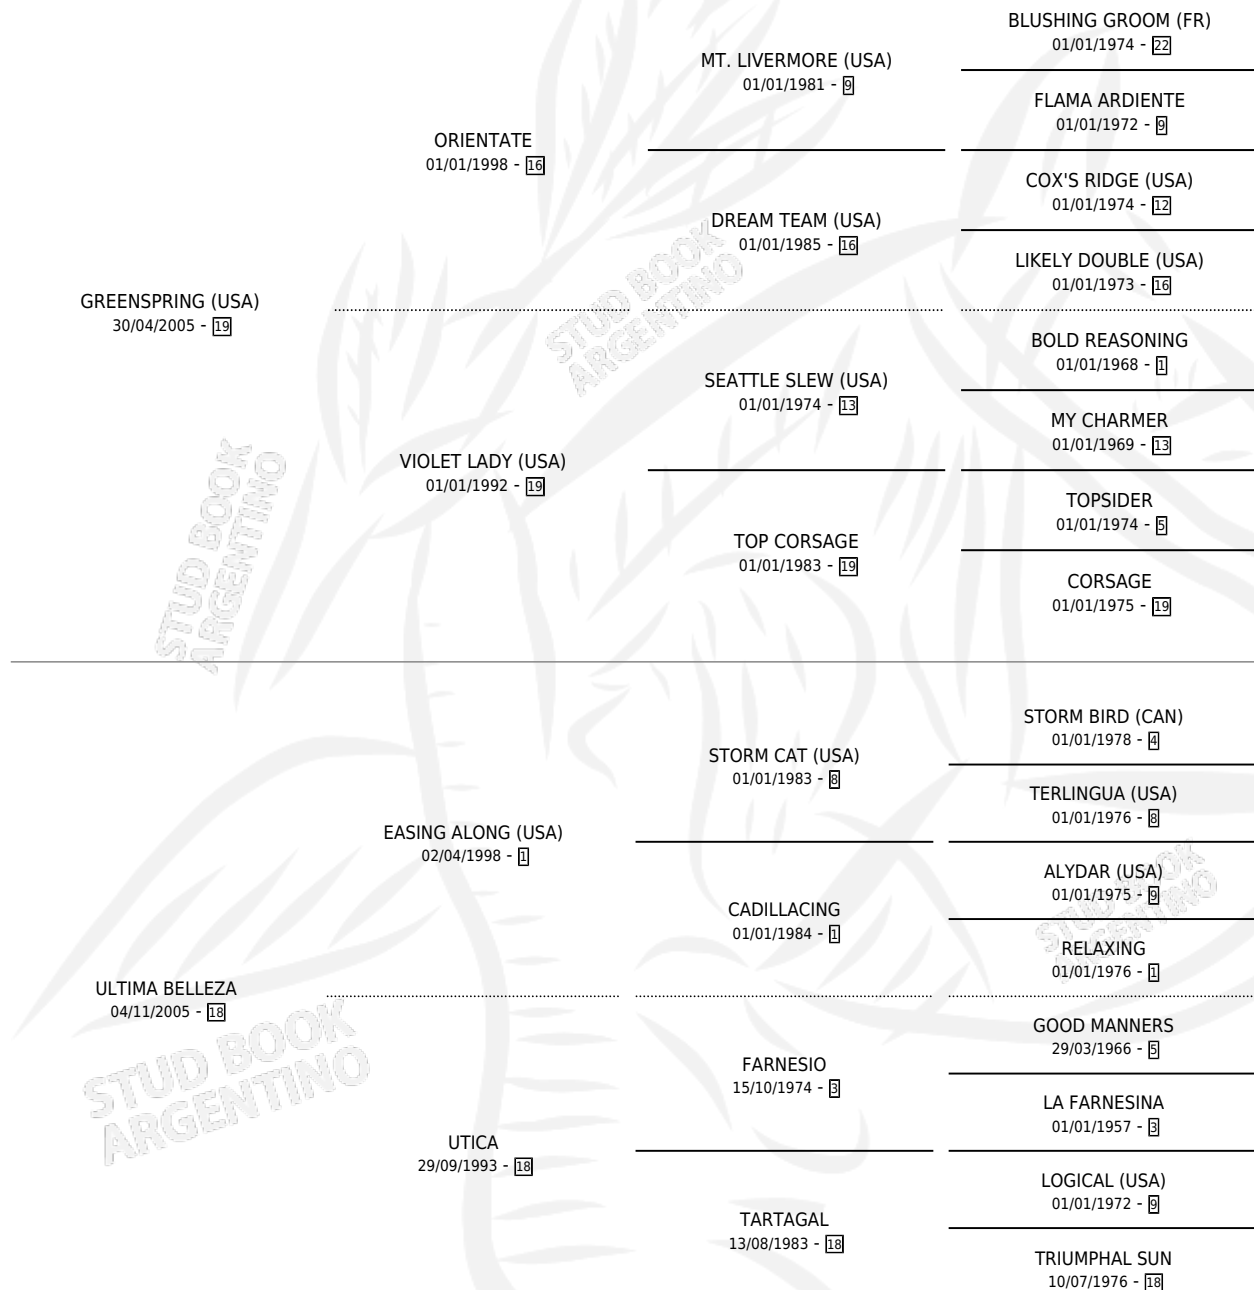 BLUSHING GROOM (FR)
01/01/1974 - 22
MT. LIVERMORE (USA)
01/01/1981 - 9
FLAMA ARDIENTE
01/01/1972 - 9
ORIENTATE
01/01/1998 - 16
COX'S RIDGE (USA)
01/01/1974 - 12
DREAM TEAM (USA)
01/01/1985 - 16
LIKELY DOUBLE (USA)
01/01/1973 - 16
GREENSPRING (USA)
30/04/2005 - 19
BOLD REASONING
01/01/1968 - 1
SEATTLE SLEW (USA)
01/01/1974 - 13
MY CHARMER
01/01/1969 - 13
VIOLET LADY (USA)
01/01/1992 - 19
TOPSIDER
01/01/1974 - 5
TOP CORSAGE
01/01/1983 - 19
CORSAGE
01/01/1975 - 19
STORM BIRD (CAN)
01/01/1978 - 4
STORM CAT (USA)
01/01/1983 - 8
TERLINGUA (USA)
01/01/1976 - 8
EASING ALONG (USA)
02/04/1998 - 1
ALYDAR (USA)
01/01/1975 - 9
CADILLACING
01/01/1984 - 1
RELAXING
01/01/1976 - 1
ULTIMA BELLEZA
04/11/2005 - 18
GOOD MANNERS
29/03/1966 - 5
FARNESIO
15/10/1974 - 3
LA FARNESINA
01/01/1957 - 3
UTICA
29/09/1993 - 18
LOGICAL (USA)
01/01/1972 - 9
TARTAGAL
13/08/1983 - 18
TRIUMPHAL SUN
10/07/1976 - 18
STUD BOOK
ARGENTINO
STUD BOOK
ARGENTINO
STUD BOOK
ARGENTINO
STUD BOOK
ARGENTINO